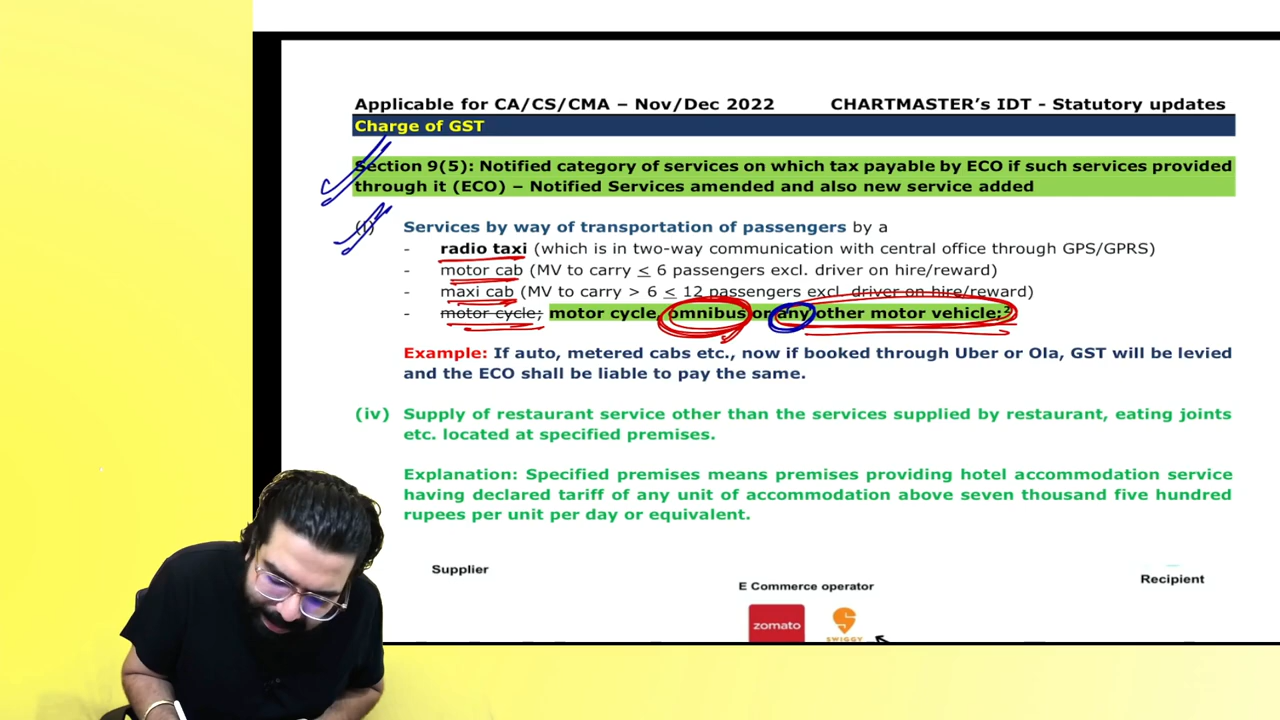 Applicable for CA/CS/CMA – Nov/Dec 2022 CHARTMASTER's IDT - Statutory updates
Charge of GST
Section 9(5): Notified category of services on which tax payable by ECO if such services provided
through it (ECO) – Notified Services amended and also new service added
(i) Services by way of transportation of passengers by a
- radio taxi (which is in two-way communication with central office through GPS/GPRS)
- motor cab (MV to carry < 6 passengers excl. driver on hire/reward)
- maxi cab (MV to carry > 6 < 12 passengers excl. driver on hire/reward)
- motor cycle; motor cycle, omnibus or any other motor vehicle;²
Example: If auto, metered cabs etc., now if booked through Uber or Ola, GST will be levied
and the ECO shall be liable to pay the same.
(iv) Supply of restaurant service other than the services supplied by restaurant, eating joints
etc. located at specified premises.
Explanation: Specified premises means premises providing hotel accommodation service
having declared tariff of any unit of accommodation above seven thousand five hundred
rupees per unit per day or equivalent.
Supplier
E Commerce operator
Recipient
zomato
SWIGGY